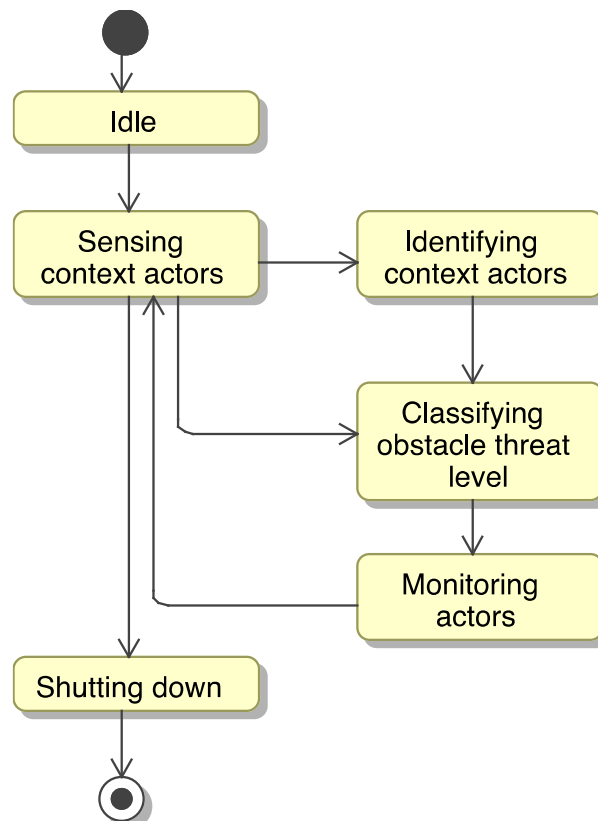 Idle
Sensing
context actors
Identifying
context actors
Classifying
obstacle threat
level
Monitoring
actors
Shutting down